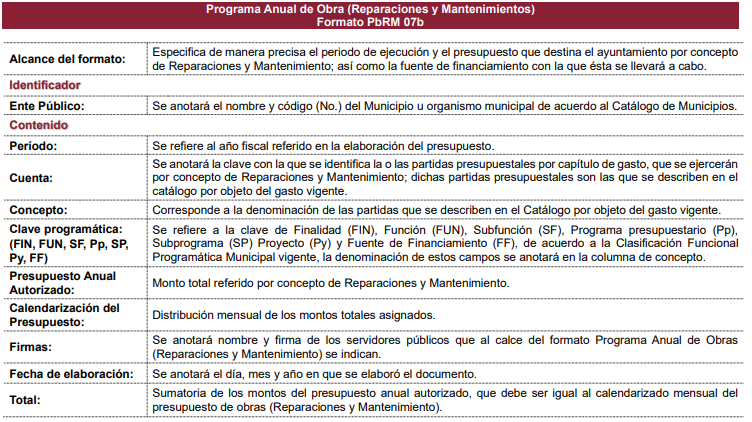 Programa Anual de Obra (Reparaciones y Mantenimientos)
Formato PbRM 07b
Alcance del formato:
Especifica de manera precisa el periodo de ejecución y el presupuesto que destina el ayuntamiento por concepto
de Reparaciones y Mantenimiento; así como la fuente de financiamiento con la que ésta se llevará a cabo.
Identificador
Ente Público:
Se anotará el nombre y código (No.) del Municipio u organismo municipal de acuerdo al Catálogo de Municipios.
Contenido
Período:
Se refiere al año fiscal referido en la elaboración del presupuesto.
Cuenta:
Se anotará la clave con la que se identifica la o las partidas presupuestales por capítulo de gasto, que se ejercerán
por concepto de Reparaciones y Mantenimiento; dichas partidas presupuestales son las que se describen en el
catálogo por objeto del gasto vigente.
Concepto:
Corresponde a la denominación de las partidas que se describen en el Catálogo por objeto del gasto vigente.
Clave programática:
(FIN, FUN, SF, Pp, SP,
Py, FF)
Se refiere a la clave de Finalidad (FIN), Función (FUN), Subfunción (SF), Programa presupuestario (Pp),
Subprograma (SP) Proyecto (Py) y Fuente de Financiamiento (FF), de acuerdo a la Clasificación Funcional
Programática Municipal vigente, la denominación de estos campos se anotará en la columna de concepto.
Presupuesto Anual
Autorizado:
Monto total referido por concepto de Reparaciones y Mantenimiento.
Calendarización del
Presupuesto:
Distribución mensual de los montos totales asignados.
Firmas:
Se anotará nombre y firma de los servidores públicos que al calce del formato Programa Anual de Obras
(Reparaciones y Mantenimiento) se indican.
Fecha de elaboración:
Se anotará el día, mes y año en que se elaboró el documento.
Total:
Sumatoria de los montos del presupuesto anual autorizado, que debe ser igual al calendarizado mensual del
presupuesto de obras (Reparaciones y Mantenimiento).